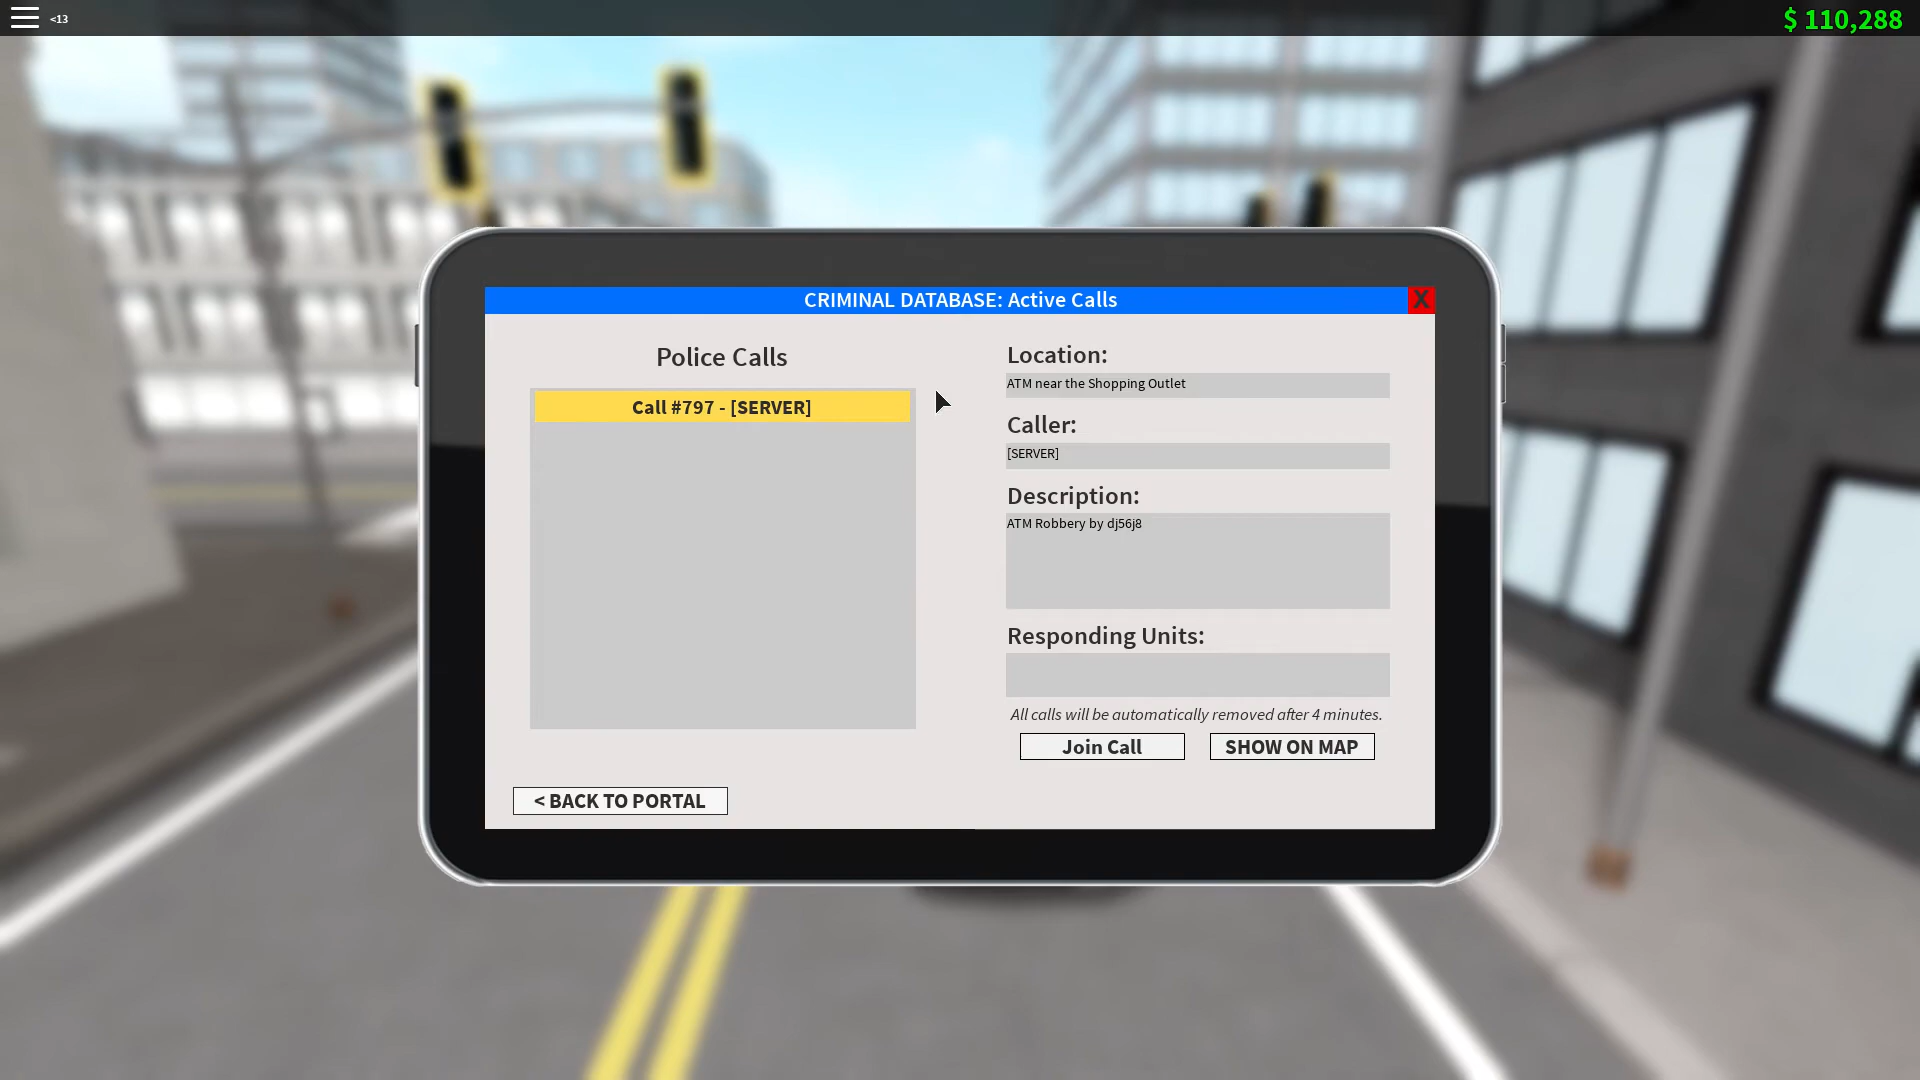 <13
$ 110,288
CRIMINAL DATABASE: Active Calls
X
Police Calls
Call #797 - [SERVER]
< BACK TO PORTAL
Location:
ATM near the Shopping Outlet
Caller:
[SERVER]
Description:
ATM Robbery by dj56j8
Responding Units:
All calls will be automatically removed after 4 minutes.
Join Call
SHOW ON MAP